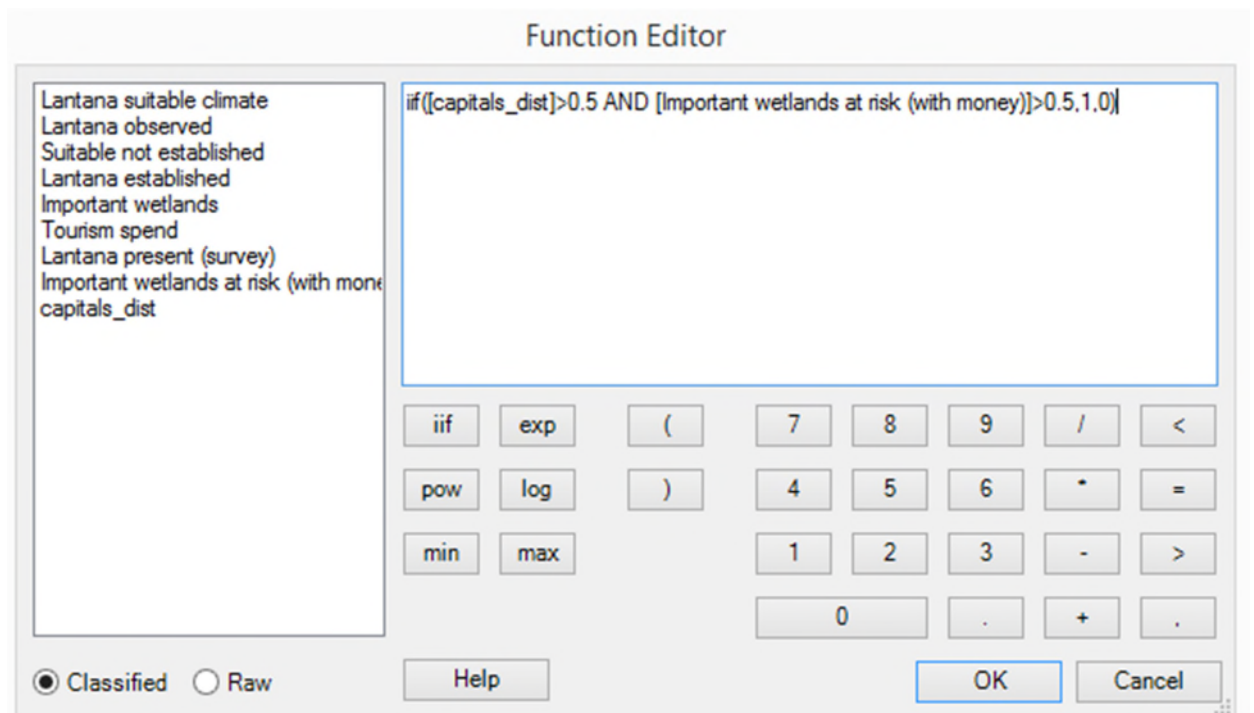 Function Editor
Lantana suitable climate
Lantana observed
Suitable not established
Lantana established
Important wetlands
Tourism spend
Lantana present (survey)
Important wetlands at risk (with mone
capitals_dist
iif([capitals_dist]>0.5 AND [Important wetlands at risk (with money)]>0.5,1,0)
iif exp ( 7 8 9 / <
pow log ) 4 5 6 * =
min max 1 2 3 - >
0 . + ,
Classified Raw Help OK Cancel